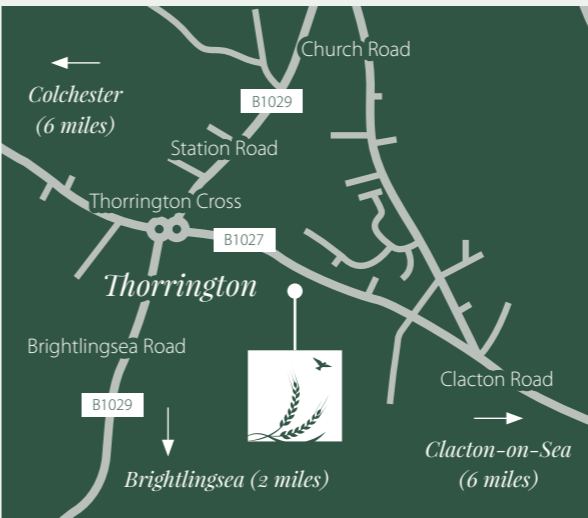 Church Road
Colchester
(6 miles)
B1029
Station Road
Thorrington Cross
B1027
Thorrington
Brightlingsea Road
Clacton Road
B1029
Clacton-on-Sea
(6 miles)
Brightlingsea (2 miles)